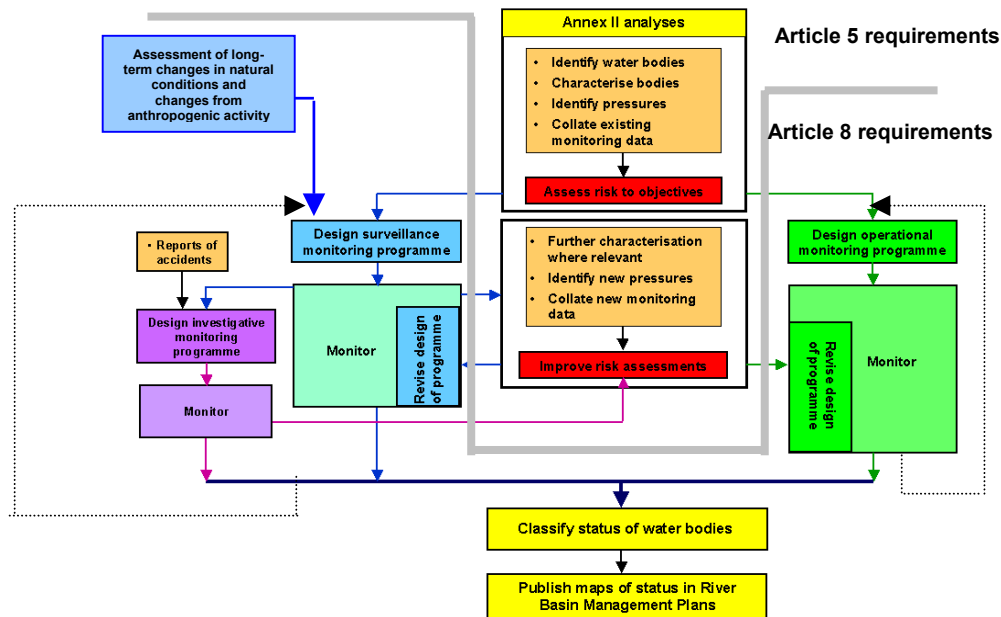 Annex II analyses
Article 5 requirements
Assessment of long-
term changes in natural
conditions and
changes from
anthropogenic activity
• Identify water bodies
• Characterise bodies
• Identify pressures
• Collate existing
monitoring data
Article 8 requirements
Assess risk to objectives
Design surveillance
monitoring programme
Design operational
monitoring programme
• Reports of
accidents
• Further characterisation
where relevant
• Identify new pressures
• Collate new monitoring
data
Design investigative
monitoring
programme
Monitor
Revise design
of programme
Improve risk assessments
Revise design
of programme
Monitor
Monitor
Classify status of water bodies
Publish maps of status in River
Basin Management Plans